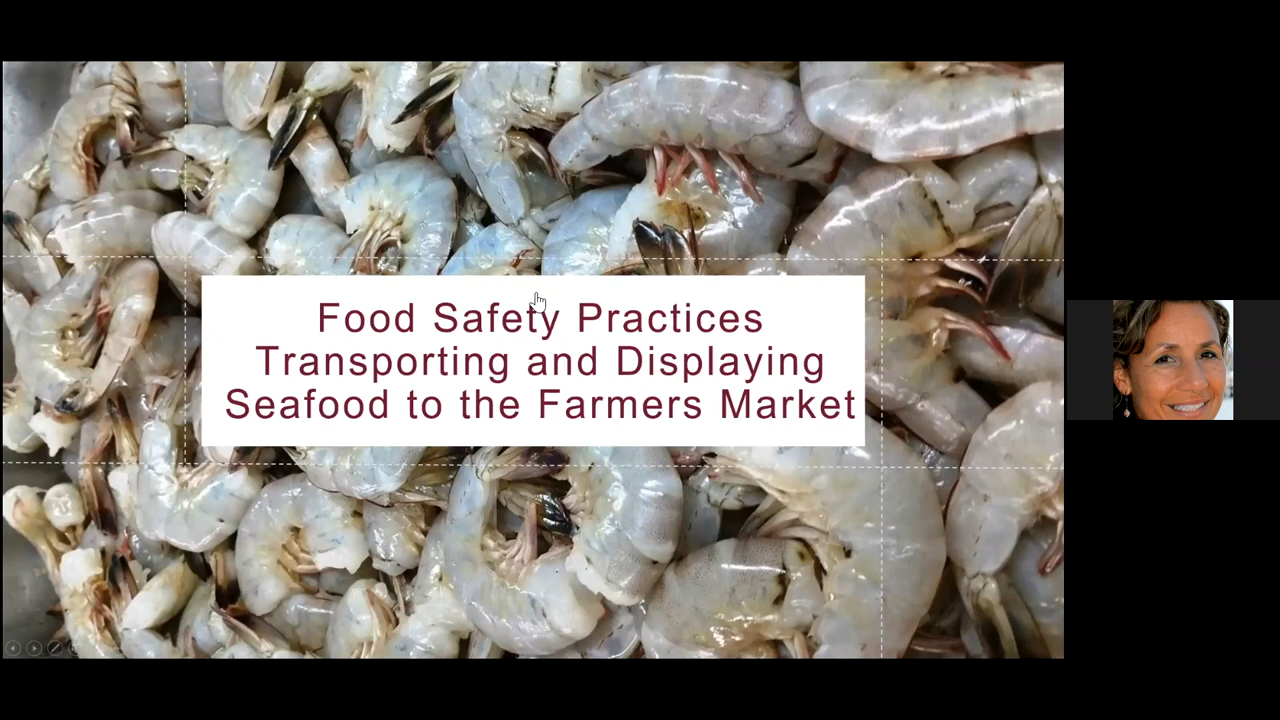 Food Safety Practices
Transporting and Displaying
Seafood to the Farmers Market